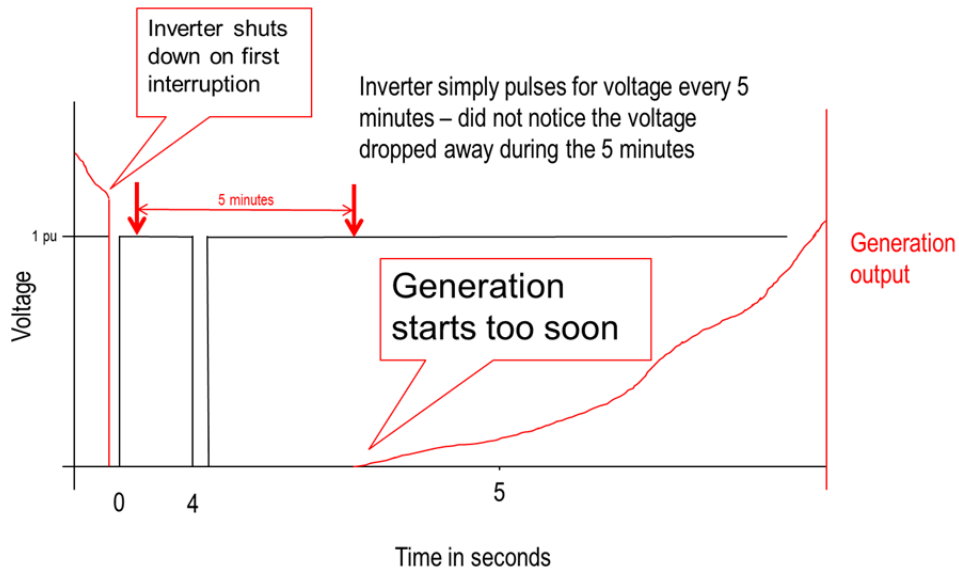 Inverter shuts
down on first
interruption
Inverter simply pulses for voltage every 5
minutes – did not notice the voltage
dropped away during the 5 minutes
5 minutes
1 pu
Voltage
Generation
starts too soon
Generation
output
0
4
5
Time in seconds